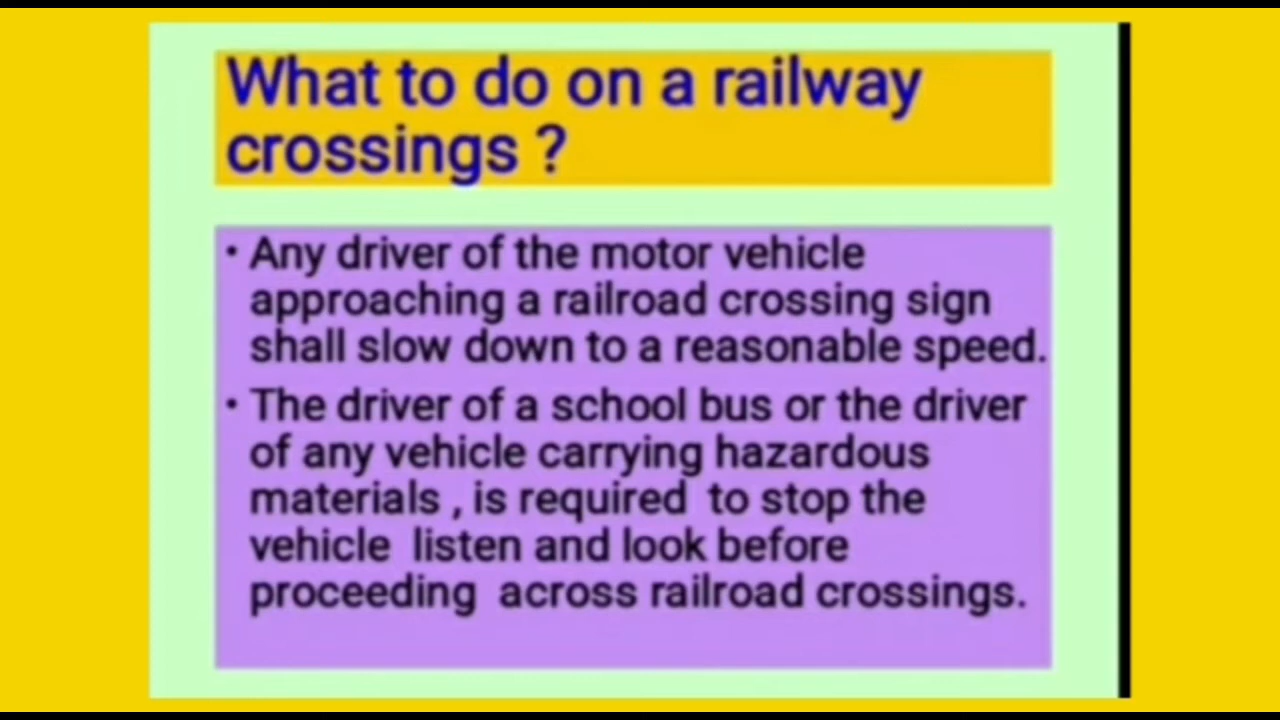 What to do on a railway
crossings ?
• Any driver of the motor vehicle
approaching a railroad crossing sign
shall slow down to a reasonable speed.
• The driver of a school bus or the driver
of any vehicle carrying hazardous
materials , is required  to stop the
vehicle  listen and look before
proceeding  across railroad crossings.